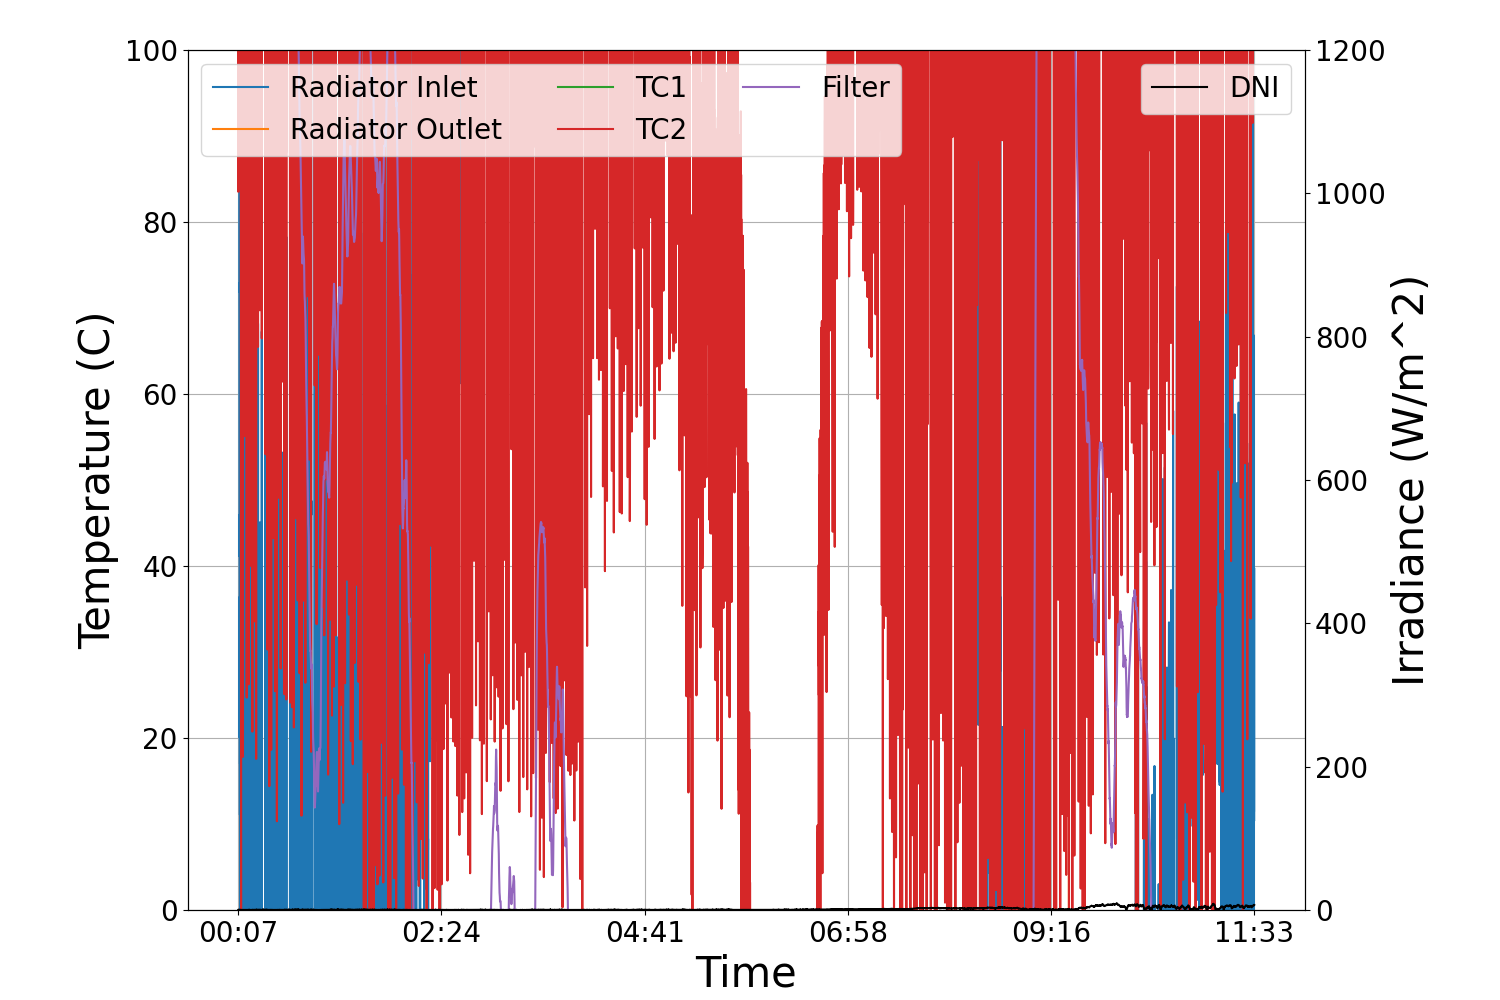 100
80
60
40
20
0
Temperature (C)
Radiator Inlet
Radiator Outlet
TC1
TC2
Filter
DNI
1200
1000
800
600
400
200
0
Irradiance (W/m^2)
00:07 02:24 04:41 06:58 09:16 11:33
Time